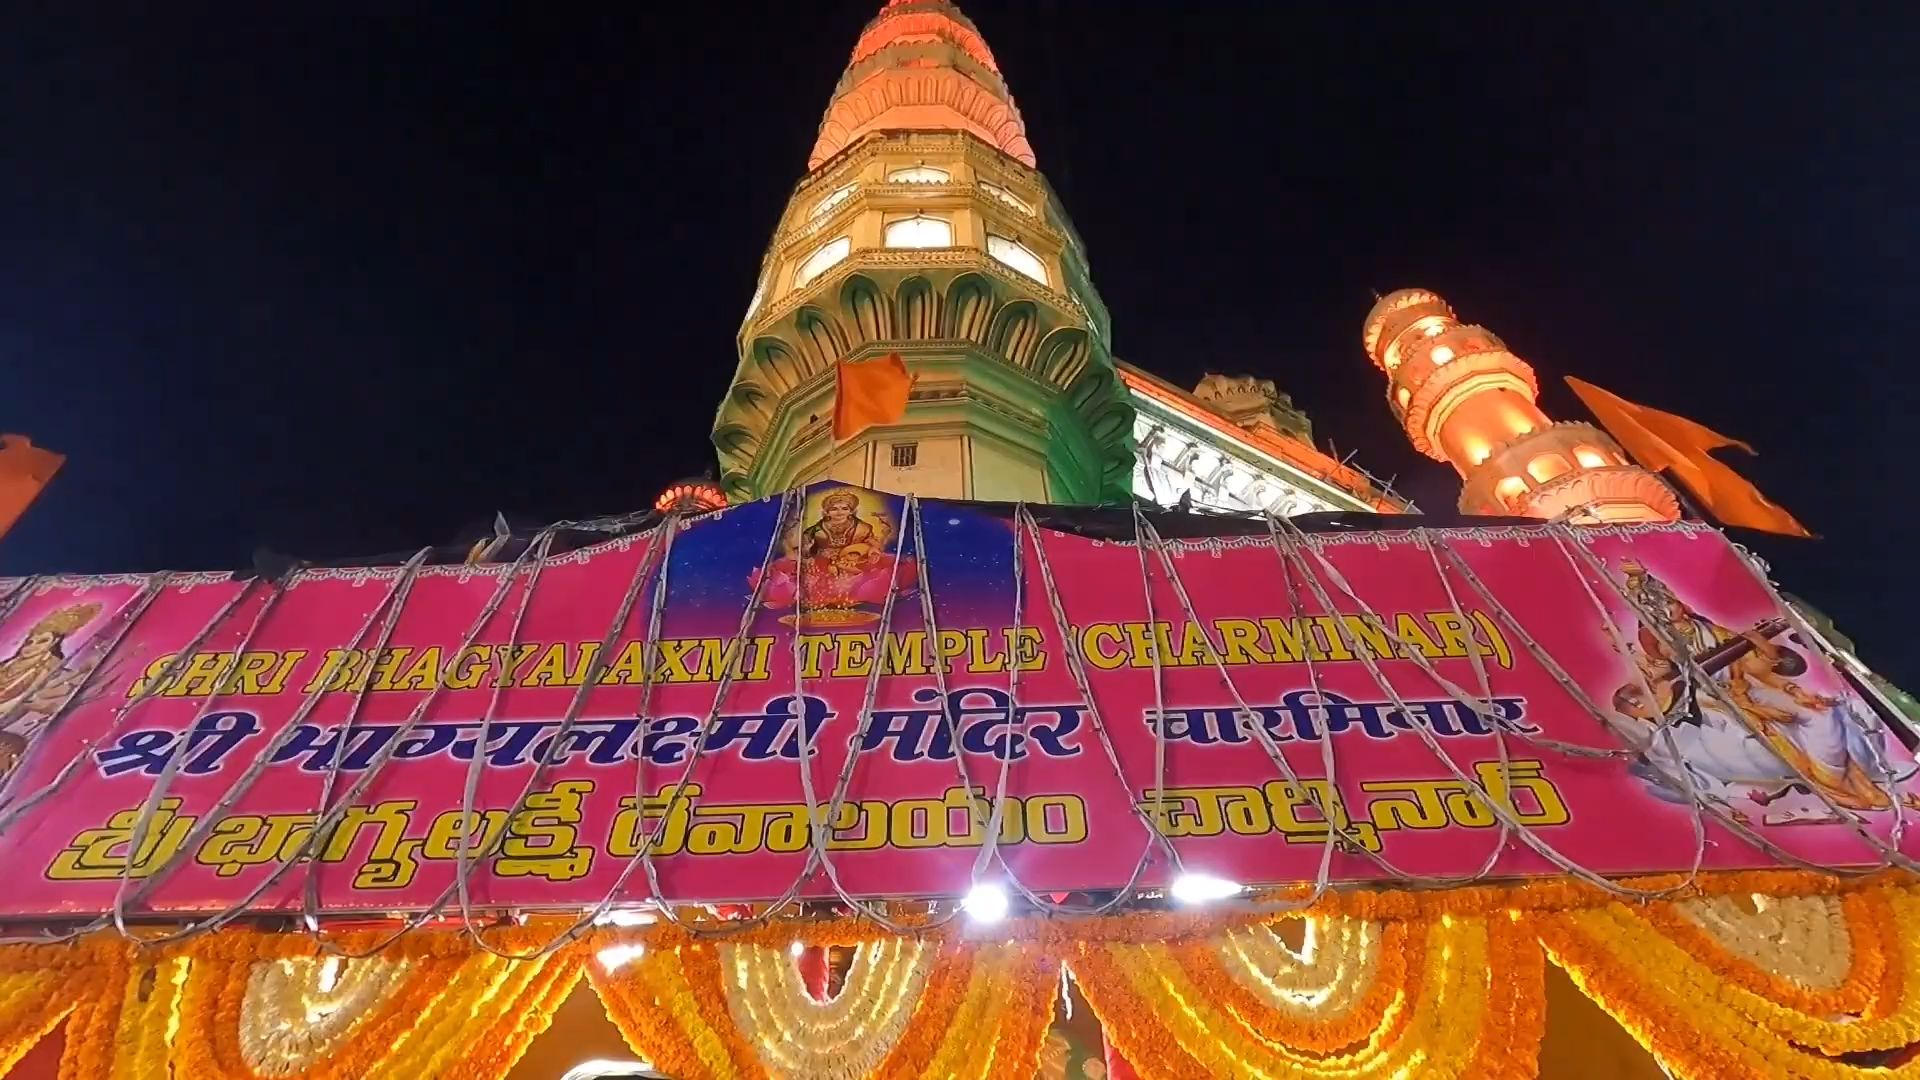 SHRI BHAGYALAXMI TEMPLE (CHARMINAR)
श्री भाग्यलक्ष्मी मंदिर चारमिनार
శ్రీ భాగ్యలక్ష్మీ దేవాలయం చార్మినార్